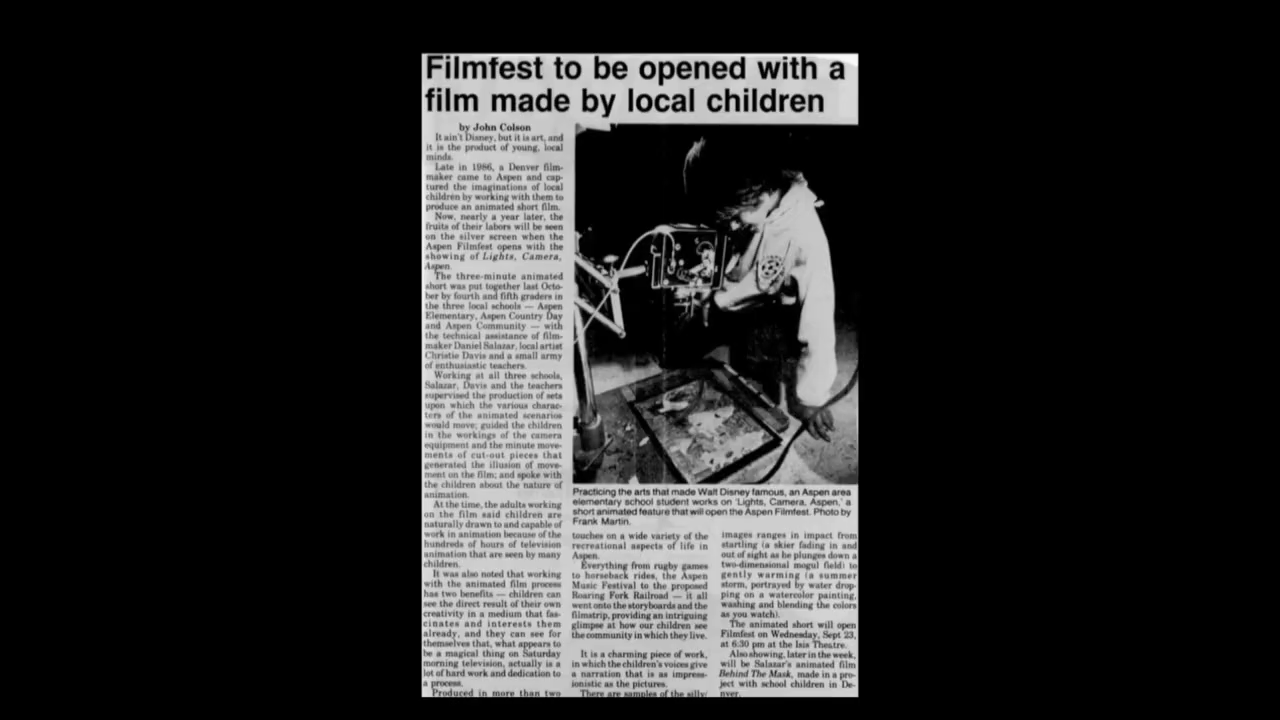 Filmfest to be opened with a
film made by local children
by John Colson
It ain't Disney, but it is art, and
it is the product of young, local
minds.
Late in 1986, a Denver film-
maker came to Aspen and cap-
tured the imaginations of local
children by working with them to
produce an animated short film.
Now, nearly a year later, the
fruits of their labors will be seen
on the silver screen when the
Aspen Filmfest opens with the
showing of Lights, Camera,
Aspen.
The three-minute animated
short was put together last Octo-
ber by fourth and fifth graders in
the three local schools — Aspen
Elementary, Aspen Country Day
and Aspen Community — with
the technical assistance of film-
maker Daniel Salazar, local artist
Christie Davis and a small army
of enthusiastic teachers.
Working at all three schools,
Salazar, Davis and the teachers
supervised the production of sets
upon which the various charac-
ters of the animated scenarios
would move; guided the children
in the workings of the camera
equipment and the minute move-
ments of cut-out pieces that
generated the illusion of move-
ment on the film; and spoke with
the children about the nature of
animation.
At the time, the adults working
on the film said children are
naturally drawn to and capable of
work in animation because of the
hundreds of hours of television
animation that are seen by many
children.
It was also noted that working
with the animated film process
has two benefits — children can
see the direct result of their own
creativity in a medium that fas-
cinates and interests them
already, and they can see for
themselves that, what appears to
be a magical thing on Saturday
morning television, actually is a
lot of hard work and dedication to
a process.
Produced in more than two
Practicing the arts that made Walt Disney famous, an Aspen area
elementary school student works on 'Lights, Camera, Aspen,' a
short animated feature that will open the Aspen Filmfest. Photo by
Frank Martin.
touches on a wide variety of the
recreational aspects of life in
Aspen.
Everything from rugby games
to horseback rides, the Aspen
Music Festival to the proposed
Roaring Fork Railroad — it all
went onto the storyboards and the
filmstrip, providing an intriguing
glimpse at how our children see
the community in which they live.
It is a charming piece of work,
in which the children's voices give
a narration that is as impress-
ionistic as the pictures.
There are samples of the silly/
images ranges in impact from
startling (a skier fading in and
out of sight as he plunges down a
two-dimensional mogul field) to
gently warming (a summer
storm, portrayed by water drop-
ping on a watercolor painting,
washing and blending the colors
as you watch).
The animated short will open
Filmfest on Wednesday, Sept 23,
at 6:30 pm at the Isis Theatre.
Also showing, later in the week,
will be Salazar's animated film
Behind The Mask, made in a pro-
ject with school children in De-
nver.